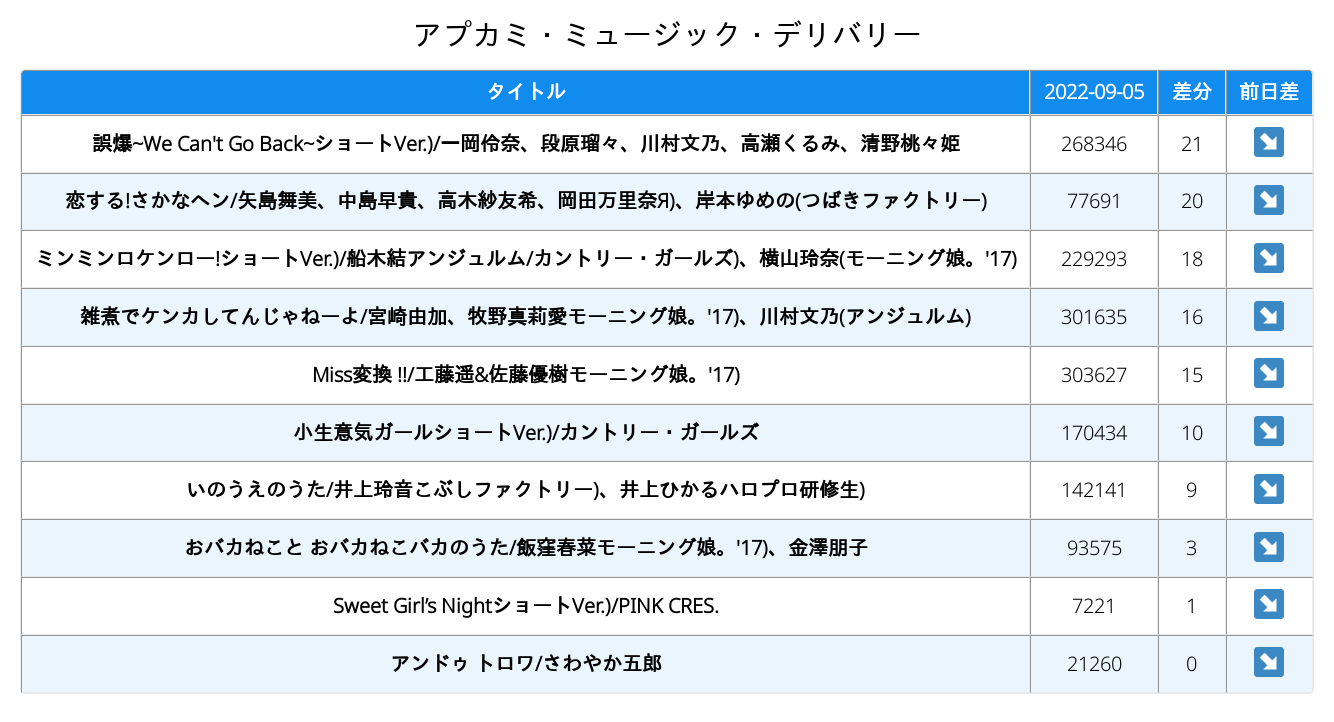 アプカミ・ミュージック・デリバリー
タイトル 2022-09-05 差分 前日差
誤爆~We Can't Go Back~ショートVer.)/一岡伶奈、段原瑠々、川村文乃、高瀬くるみ、清野桃々姫 268346 21
恋する!さかなヘン/矢島舞美、中島早貴、高木紗友希、岡田万里奈Я)、岸本ゆめの(つばきファクトリー) 77691 20
ミンミンロケンロー!ショートVer.)/船木結アンジュルム/カントリー・ガールズ)、横山玲奈(モーニング娘。'17) 229293 18
雑煮でケンカしてんじゃねーよ/宮崎由加、牧野真莉愛モーニング娘。'17)、川村文乃(アンジュルム) 301635 16
Miss変換 !!/工藤遥&佐藤優樹モーニング娘。'17) 303627 15
小生意気ガールショートVer.)/カントリー・ガールズ 170434 10
いのうえのうた/井上玲音こぶしファクトリー)、井上ひかるハロプロ研修生) 142141 9
おバカねこと おバカねこバカのうた/飯窪春菜モーニング娘。'17)、金澤朋子 93575 3
Sweet Girl’s NightショートVer.)/PINK CRES. 7221 1
アンドゥ トロワ/さわやか五郎 21260 0